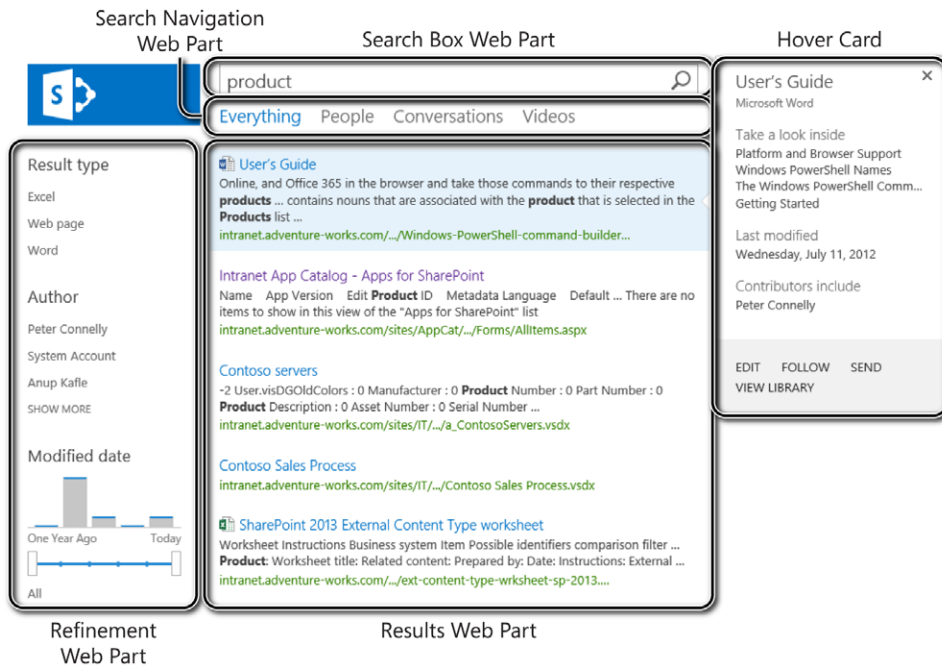 Search Navigation
Web Part
Search Box Web Part
Hover Card
S
product
Everything People Conversations Videos
Result type
Excel
Web page
Word
Author
Peter Connelly
System Account
Anup Kafle
SHOW MORE
Modified date
One Year Ago Today
All
User's Guide
Online, and Office 365 in the browser and take those commands to their respective
products ... contains nouns that are associated with the product that is selected in the
Products list ...
intranet.adventure-works.com/.../Windows-PowerShell-command-builder...
Intranet App Catalog - Apps for SharePoint
Name App Version Edit Product ID Metadata Language Default ... There are no
items to show in this view of the "Apps for SharePoint" list
intranet.adventure-works.com/sites/AppCat/.../Forms/AllItems.aspx
Contoso servers
-2 User.visDGOldColors : 0 Manufacturer : 0 Product Number : 0 Part Number : 0
Product Description : 0 Asset Number : 0 Serial Number ...
intranet.adventure-works.com/sites/IT/.../a_ContosoServers.vsdx
Contoso Sales Process
intranet.adventure-works.com/sites/IT/.../Contoso Sales Process.vsdx
SharePoint 2013 External Content Type worksheet
Worksheet Instructions Business system Item Possible identifiers comparison filter ...
Product: Worksheet title: Related content: Prepared by: Date: Instructions: External ...
intranet.adventure-works.com/.../ext-content-type-wrksheet-sp-2013....
User's Guide
Microsoft Word
Take a look inside
Platform and Browser Support
Windows PowerShell Names
The Windows PowerShell Comm...
Getting Started
Last modified
Wednesday, July 11, 2012
Contributors include
Peter Connelly
EDIT FOLLOW SEND
VIEW LIBRARY
Refinement
Web Part
Results Web Part